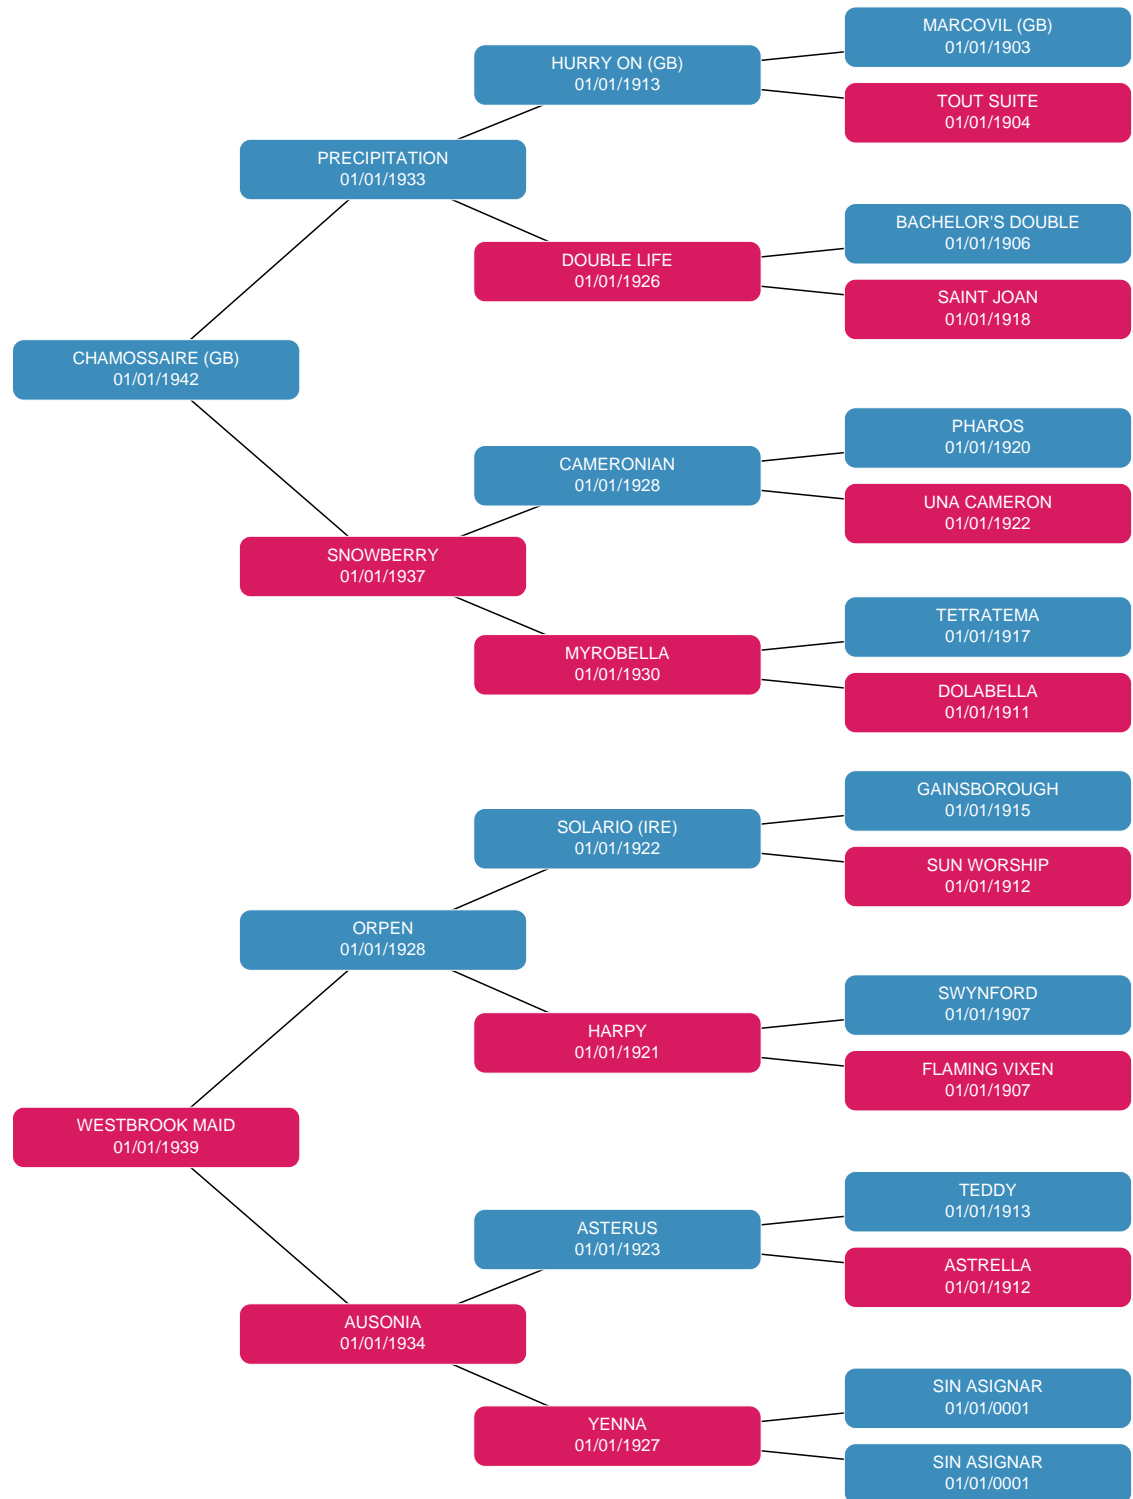 MARCOVIL (GB)
01/01/1903
HURRY ON (GB)
01/01/1913
TOUT SUITE
01/01/1904
PRECIPITATION
01/01/1933
BACHELOR'S DOUBLE
01/01/1906
DOUBLE LIFE
01/01/1926
SAINT JOAN
01/01/1918
CHAMOSSAIRE (GB)
01/01/1942
PHAROS
01/01/1920
CAMERONIAN
01/01/1928
UNA CAMERON
01/01/1922
SNOWBERRY
01/01/1937
TETRATEMA
01/01/1917
MYROBELLA
01/01/1930
DOLABELLA
01/01/1911
GAINSBOROUGH
01/01/1915
SOLARIO (IRE)
01/01/1922
SUN WORSHIP
01/01/1912
ORPEN
01/01/1928
SWYNFORD
01/01/1907
HARPY
01/01/1921
FLAMING VIXEN
01/01/1907
WESTBROOK MAID
01/01/1939
TEDDY
01/01/1913
ASTERUS
01/01/1923
ASTRELLA
01/01/1912
AUSONIA
01/01/1934
SIN ASIGNAR
01/01/0001
YENNA
01/01/1927
SIN ASIGNAR
01/01/0001